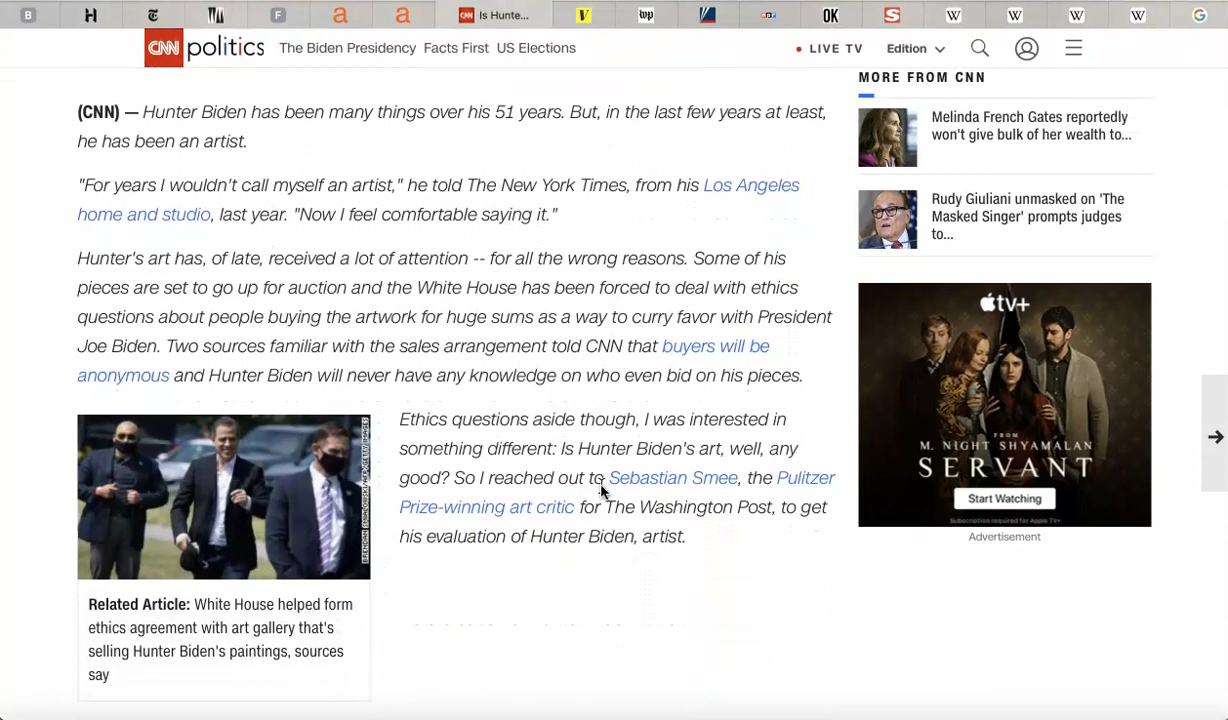 B
H
T
W
F
a
a
CNN Is Hunte...
V
wp
npr
OK
S
W
W
W
W
G
CNN politics The Biden Presidency Facts First US Elections
LIVE TV Edition
(CNN) — Hunter Biden has been many things over his 51 years. But, in the last few years at least,
he has been an artist.
"For years I wouldn't call myself an artist," he told The New York Times, from his Los Angeles
home and studio, last year. "Now I feel comfortable saying it."
Hunter's art has, of late, received a lot of attention -- for all the wrong reasons. Some of his
pieces are set to go up for auction and the White House has been forced to deal with ethics
questions about people buying the artwork for huge sums as a way to curry favor with President
Joe Biden. Two sources familiar with the sales arrangement told CNN that buyers will be
anonymous and Hunter Biden will never have any knowledge on who even bid on his pieces.
Ethics questions aside though, I was interested in
something different: Is Hunter Biden's art, well, any
good? So I reached out to Sebastian Smee, the Pulitzer
Prize-winning art critic for The Washington Post, to get
his evaluation of Hunter Biden, artist.
Related Article: White House helped form
ethics agreement with art gallery that's
selling Hunter Biden's paintings, sources
say
MORE FROM CNN
Melinda French Gates reportedly
won't give bulk of her wealth to...
Rudy Giuliani unmasked on 'The
Masked Singer' prompts judges
to...
tv+
FROM
M. NIGHT SHYAMALAN
SERVANT
Start Watching
Subscription required for Apple TV+
Advertisement